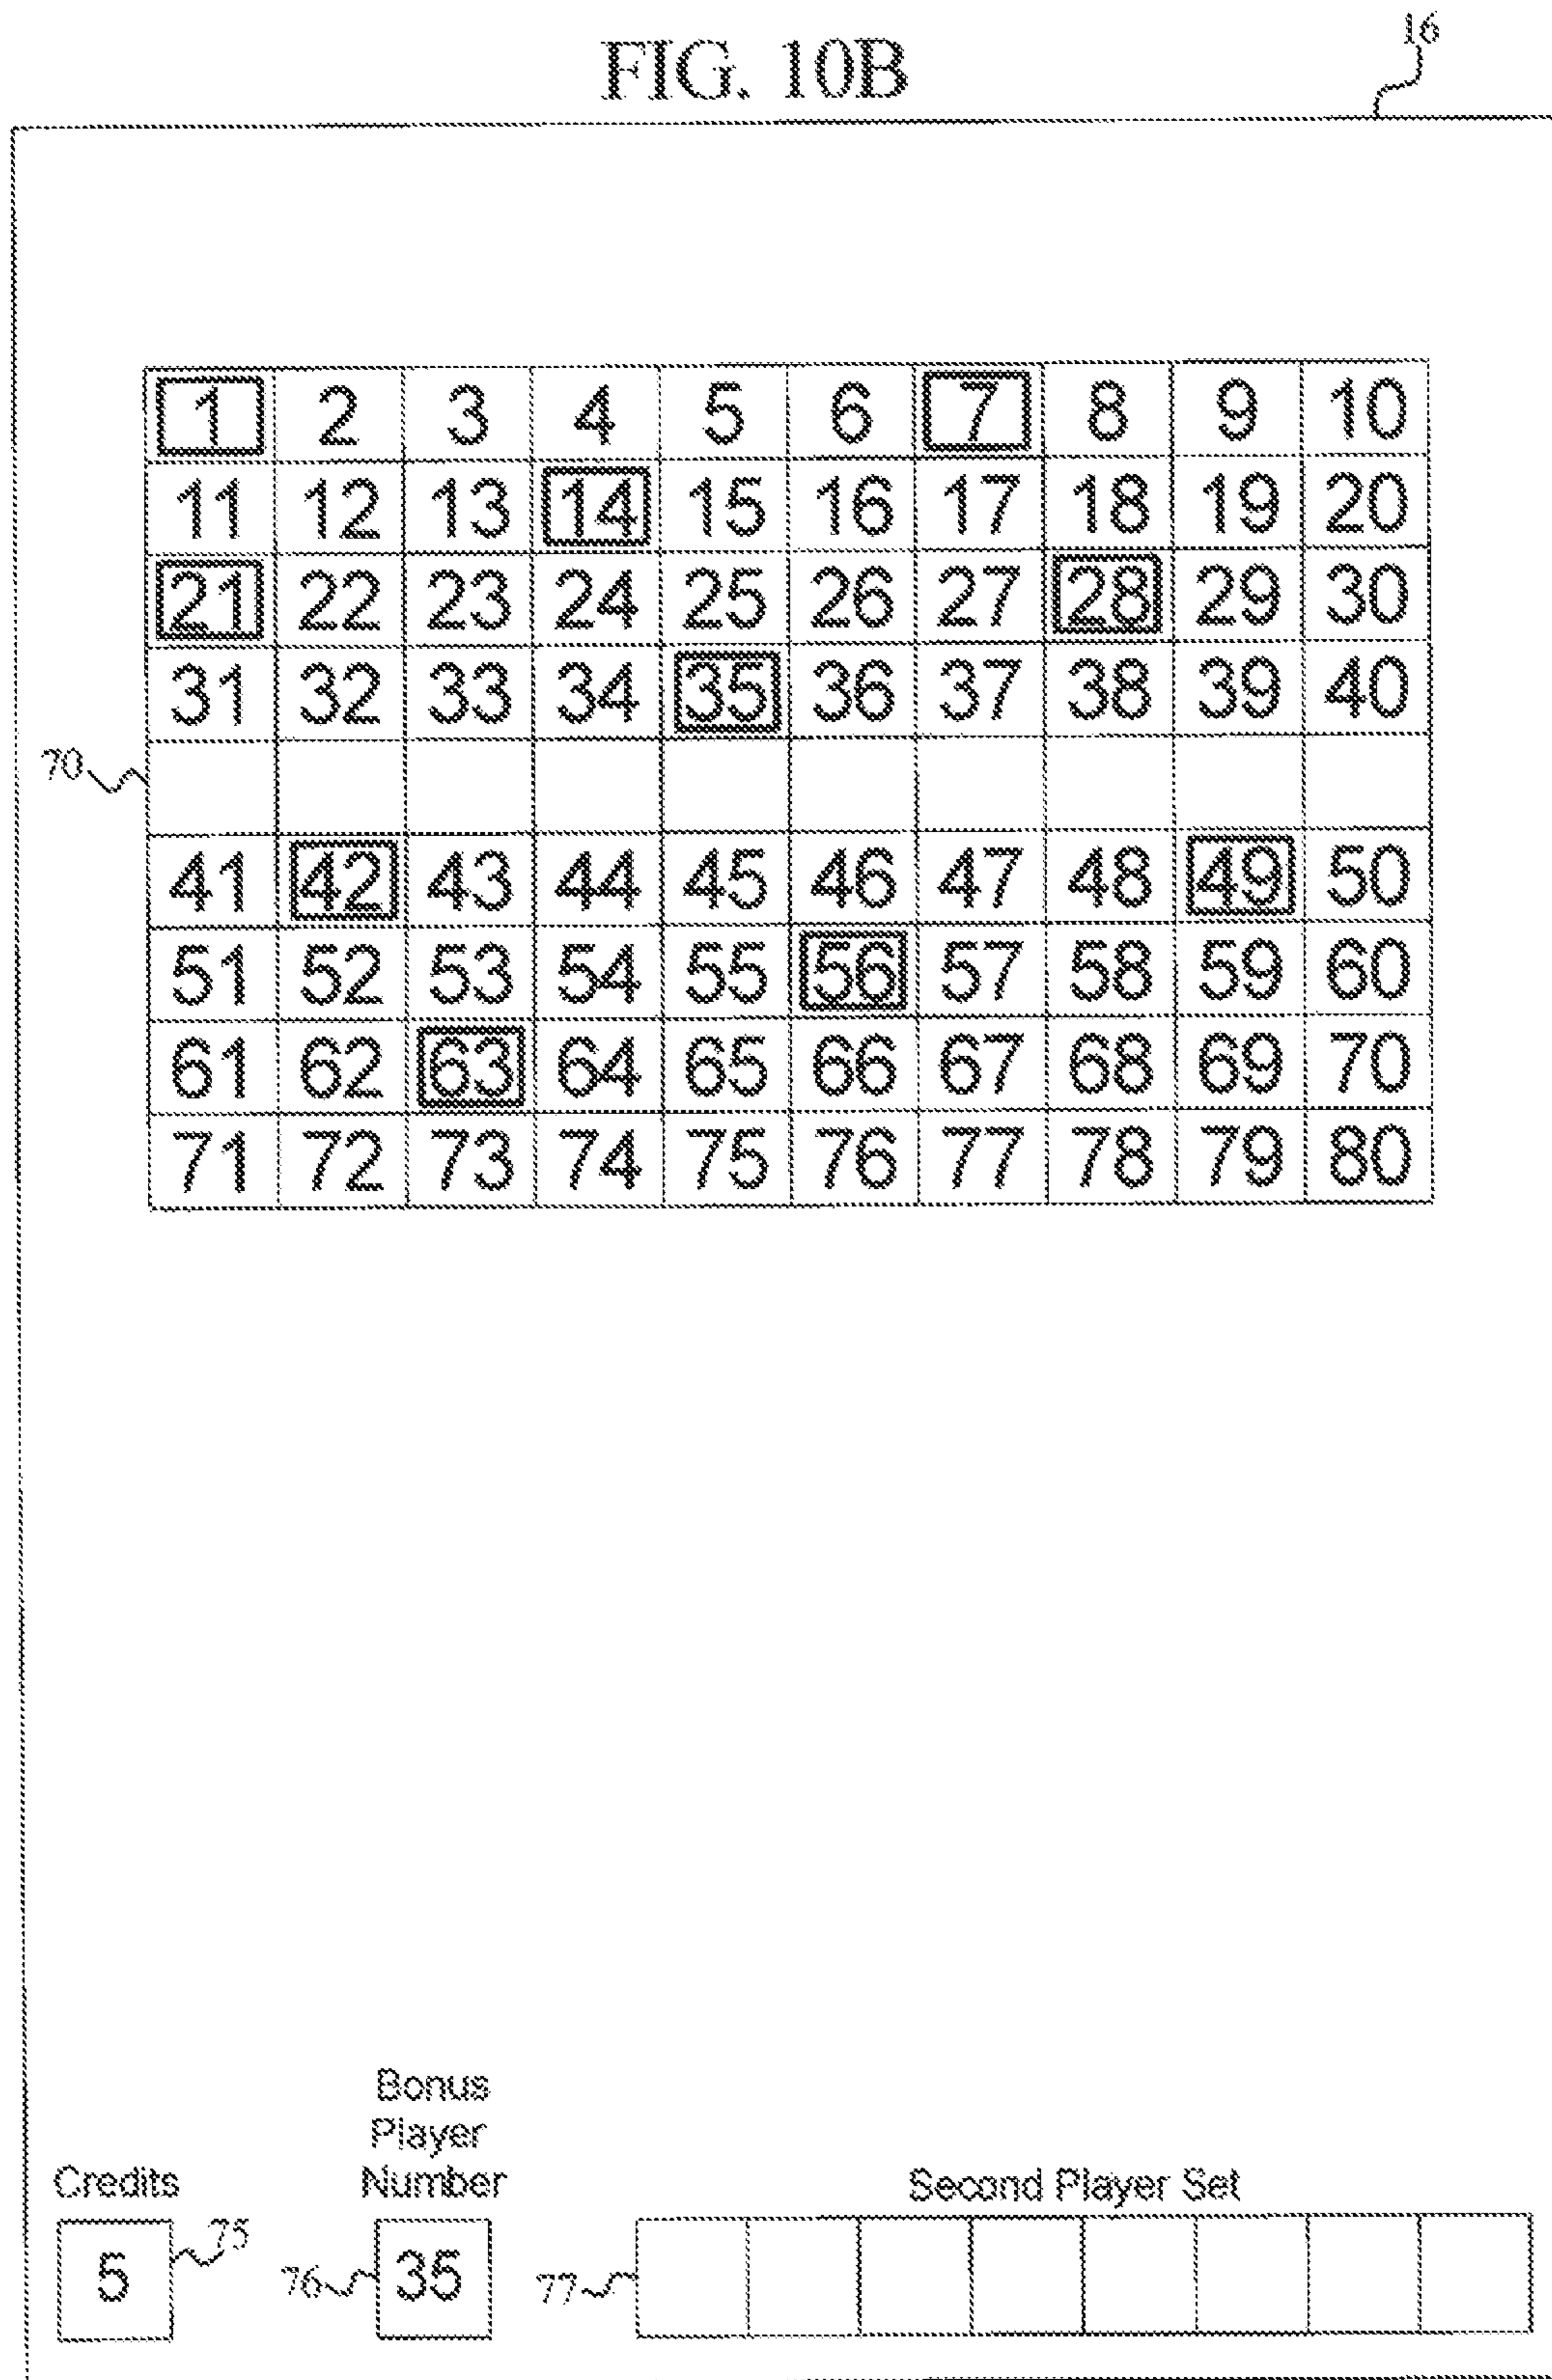 FIG. 10B
16
1 2 3 4 5 6 7 8 9 10
11 12 13 14 15 16 17 18 19 20
21 22 23 24 25 26 27 28 29 30
31 32 33 34 35 36 37 38 39 40
70
41 42 43 44 45 46 47 48 49 50
51 52 53 54 55 56 57 58 59 60
61 62 63 64 65 66 67 68 69 70
71 72 73 74 75 76 77 78 79 80
Bonus
Player
Credits Number Second Player Set
5 75 76 35 77